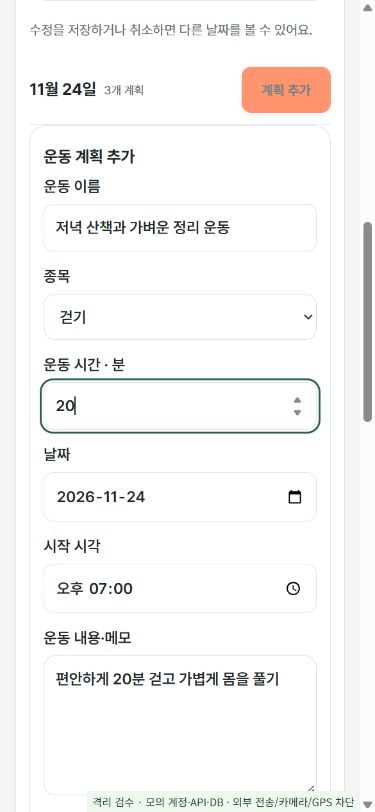 수정을 저장하거나 취소하면 다른 날짜를 볼 수 있어요.
11월 24일 3개 계획 계획 추가
운동 계획 추가
운동 이름
저녁 산책과 가벼운 정리 운동
종목
걷기
운동 시간 · 분
20
날짜
2026-11-24
시작 시각
오후 07:00
운동 내용·메모
편안하게 20분 걷고 가볍게 몸을 풀기
격리 검수 · 모의 계정·API·DB · 외부 전송/카메라/GPS 차단